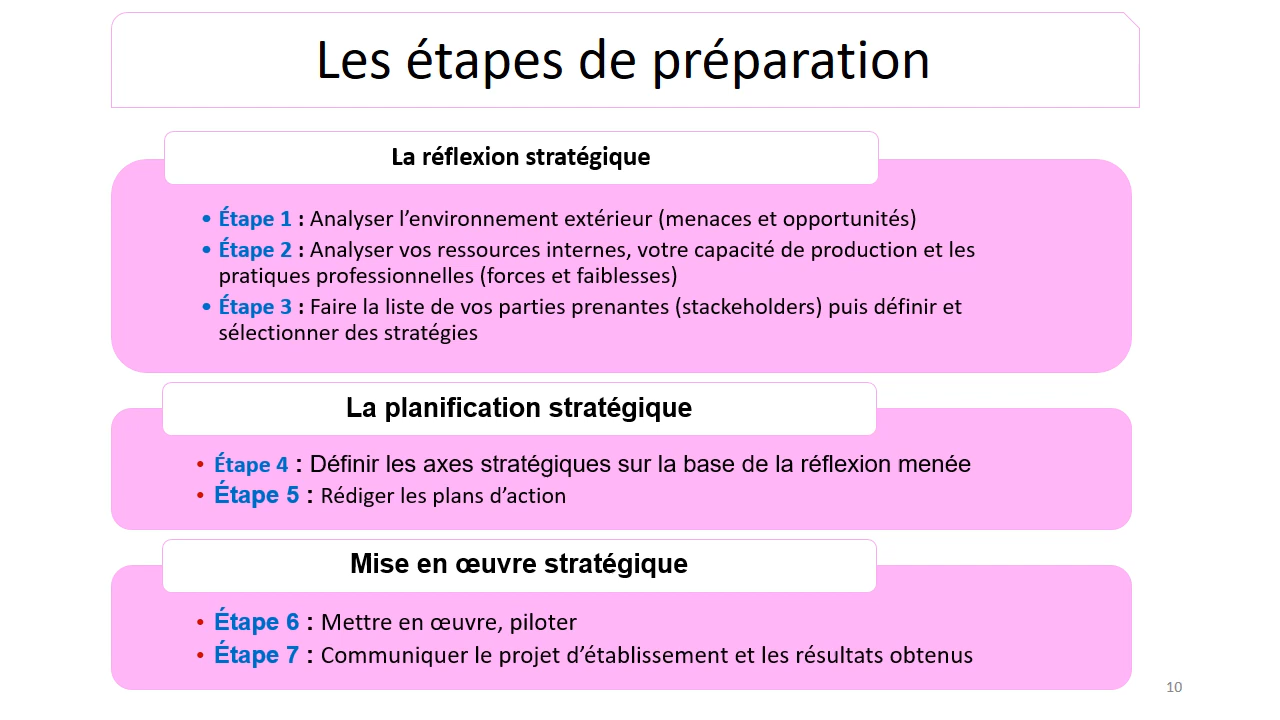 Les étapes de préparation
La réflexion stratégique
• Étape 1 : Analyser l’environnement extérieur (menaces et opportunités)
• Étape 2 : Analyser vos ressources internes, votre capacité de production et les
pratiques professionnelles (forces et faiblesses)
• Étape 3 : Faire la liste de vos parties prenantes (stackeholders) puis définir et
sélectionner des stratégies
La planification stratégique
• Étape 4 : Définir les axes stratégiques sur la base de la réflexion menée
• Étape 5 : Rédiger les plans d’action
Mise en œuvre stratégique
• Étape 6 : Mettre en œuvre, piloter
• Étape 7 : Communiquer le projet d’établissement et les résultats obtenus
10